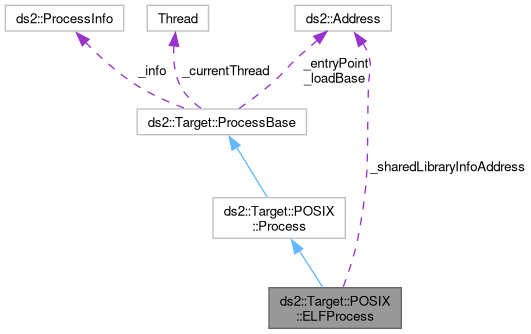 ds2::ProcessInfo
Thread
ds2::Address
_info
_currentThread
_entryPoint
_loadBase
ds2::Target::ProcessBase
_sharedLibraryInfoAddress
ds2::Target::POSIX
::Process
ds2::Target::POSIX
::ELFProcess